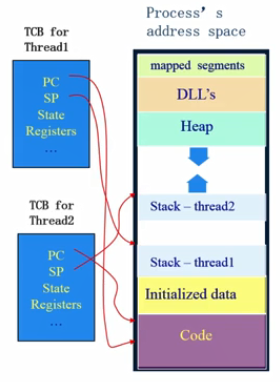 Process's
address space
TCB for
Thread1
PC
SP
State
Registers
...
mapped segments
DLL's
Heap
Stack – thread2
TCB for
Thread2
PC
SP
State
Registers
...
Stack – thread1
Initialized data
Code